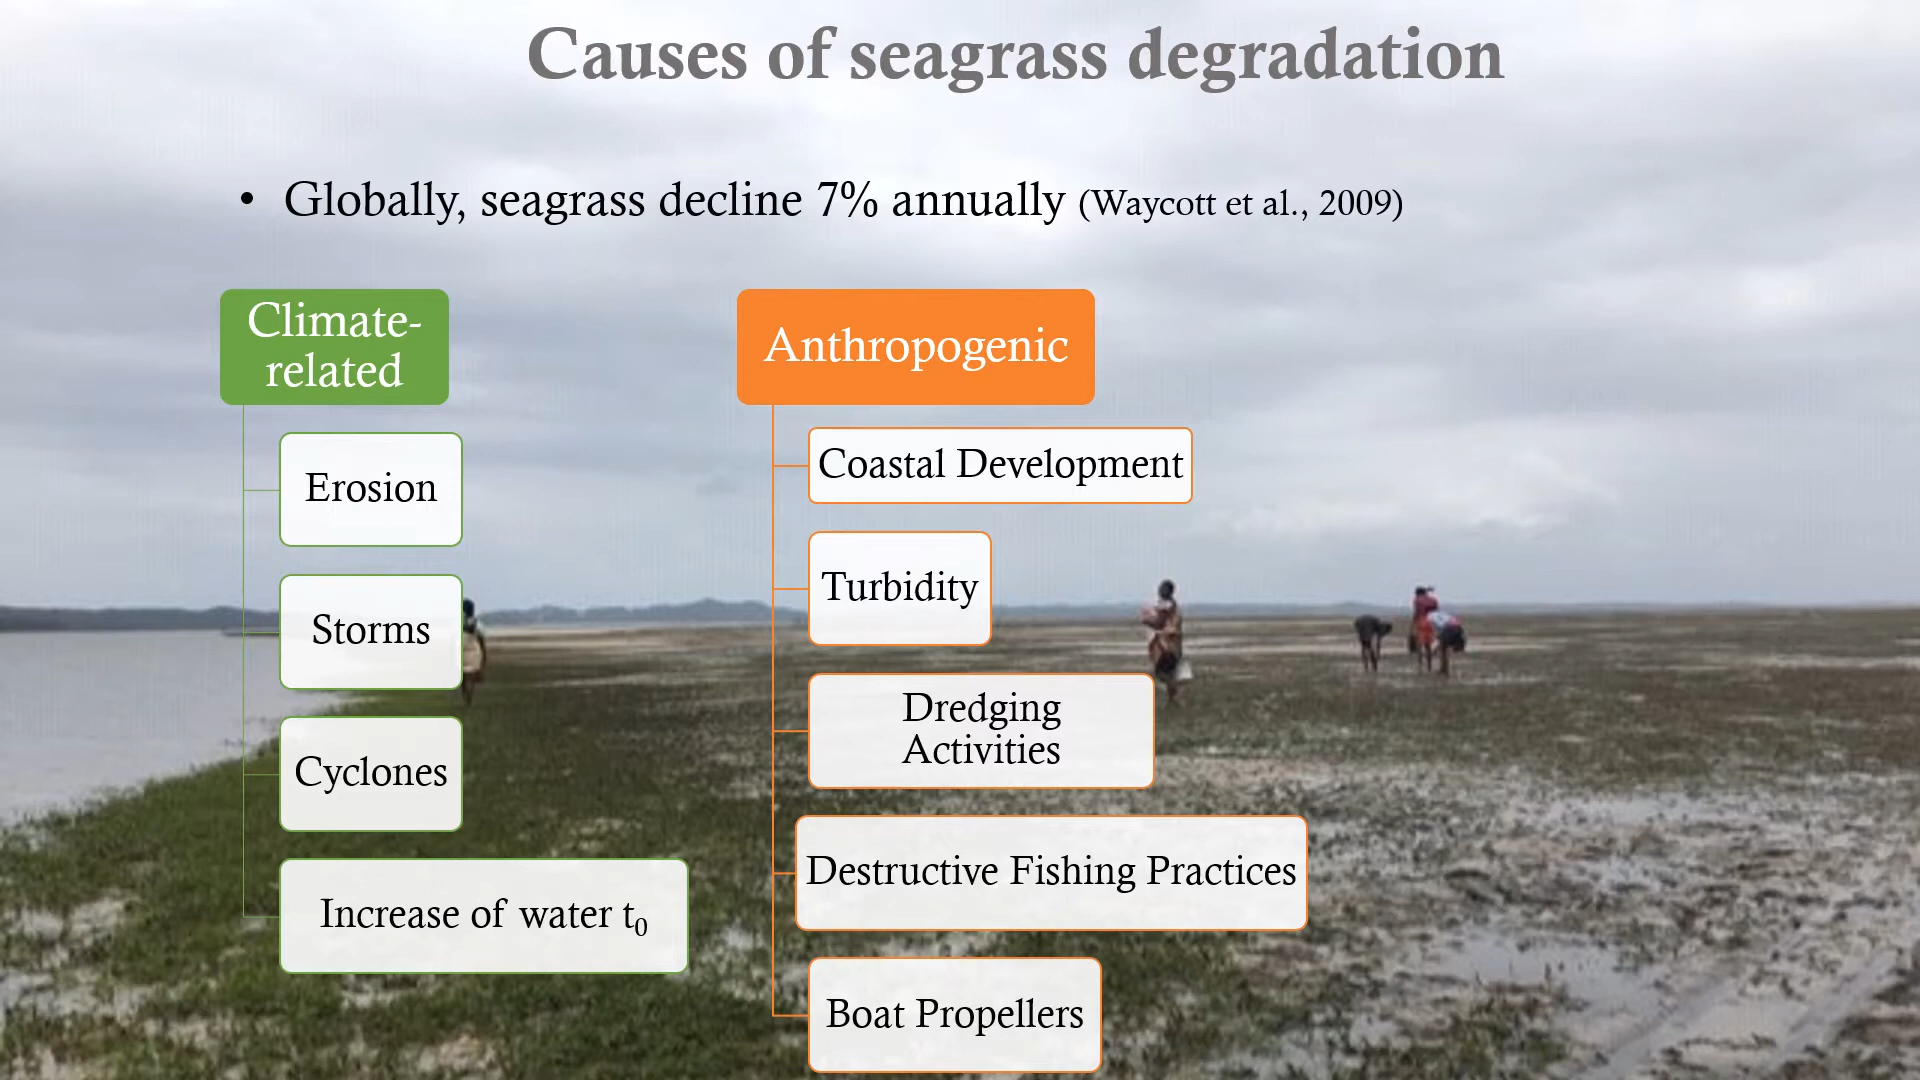 Causes of seagrass degradation
• Globally, seagrass decline 7% annually (Waycott et al., 2009)
Climate-
related
Erosion
Storms
Cyclones
Increase of water t₀
Anthropogenic
Coastal Development
Turbidity
Dredging
Activities
Destructive Fishing Practices
Boat Propellers